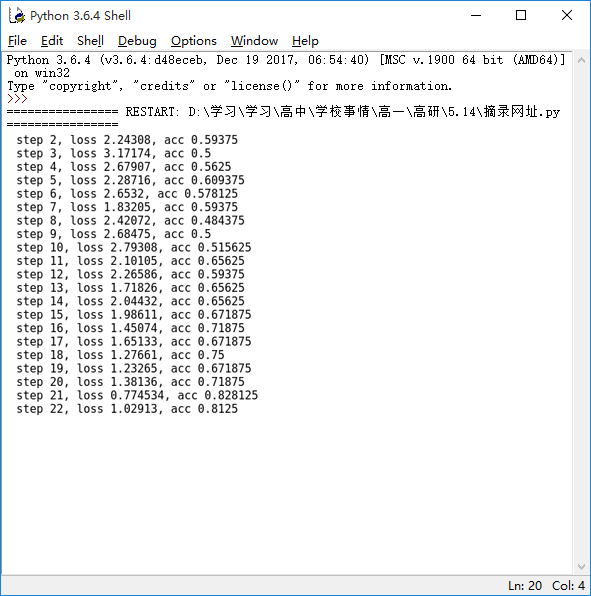 Python 3.6.4 Shell
File Edit Shell Debug Options Window Help
Python 3.6.4 (v3.6.4:d48eceb, Dec 19 2017, 06:54:40) [MSC v.1900 64 bit (AMD64)]
on win32
Type "copyright", "credits" or "license()" for more information.
>>>
================ RESTART: D:\学习\学习\高中\学校事情\高一\高研\5.14\摘录网址.py
================
step 2, loss 2.24308, acc 0.59375
step 3, loss 3.17174, acc 0.5
step 4, loss 2.67907, acc 0.5625
step 5, loss 2.28716, acc 0.609375
step 6, loss 2.6532, acc 0.578125
step 7, loss 1.83205, acc 0.59375
step 8, loss 2.42072, acc 0.484375
step 9, loss 2.68475, acc 0.5
step 10, loss 2.79308, acc 0.515625
step 11, loss 2.10105, acc 0.65625
step 12, loss 2.26586, acc 0.59375
step 13, loss 1.71826, acc 0.65625
step 14, loss 2.04432, acc 0.65625
step 15, loss 1.98611, acc 0.671875
step 16, loss 1.45074, acc 0.71875
step 17, loss 1.65133, acc 0.671875
step 18, loss 1.27661, acc 0.75
step 19, loss 1.23265, acc 0.671875
step 20, loss 1.38136, acc 0.71875
step 21, loss 0.774534, acc 0.828125
step 22, loss 1.02913, acc 0.8125
Ln: 20 Col: 4